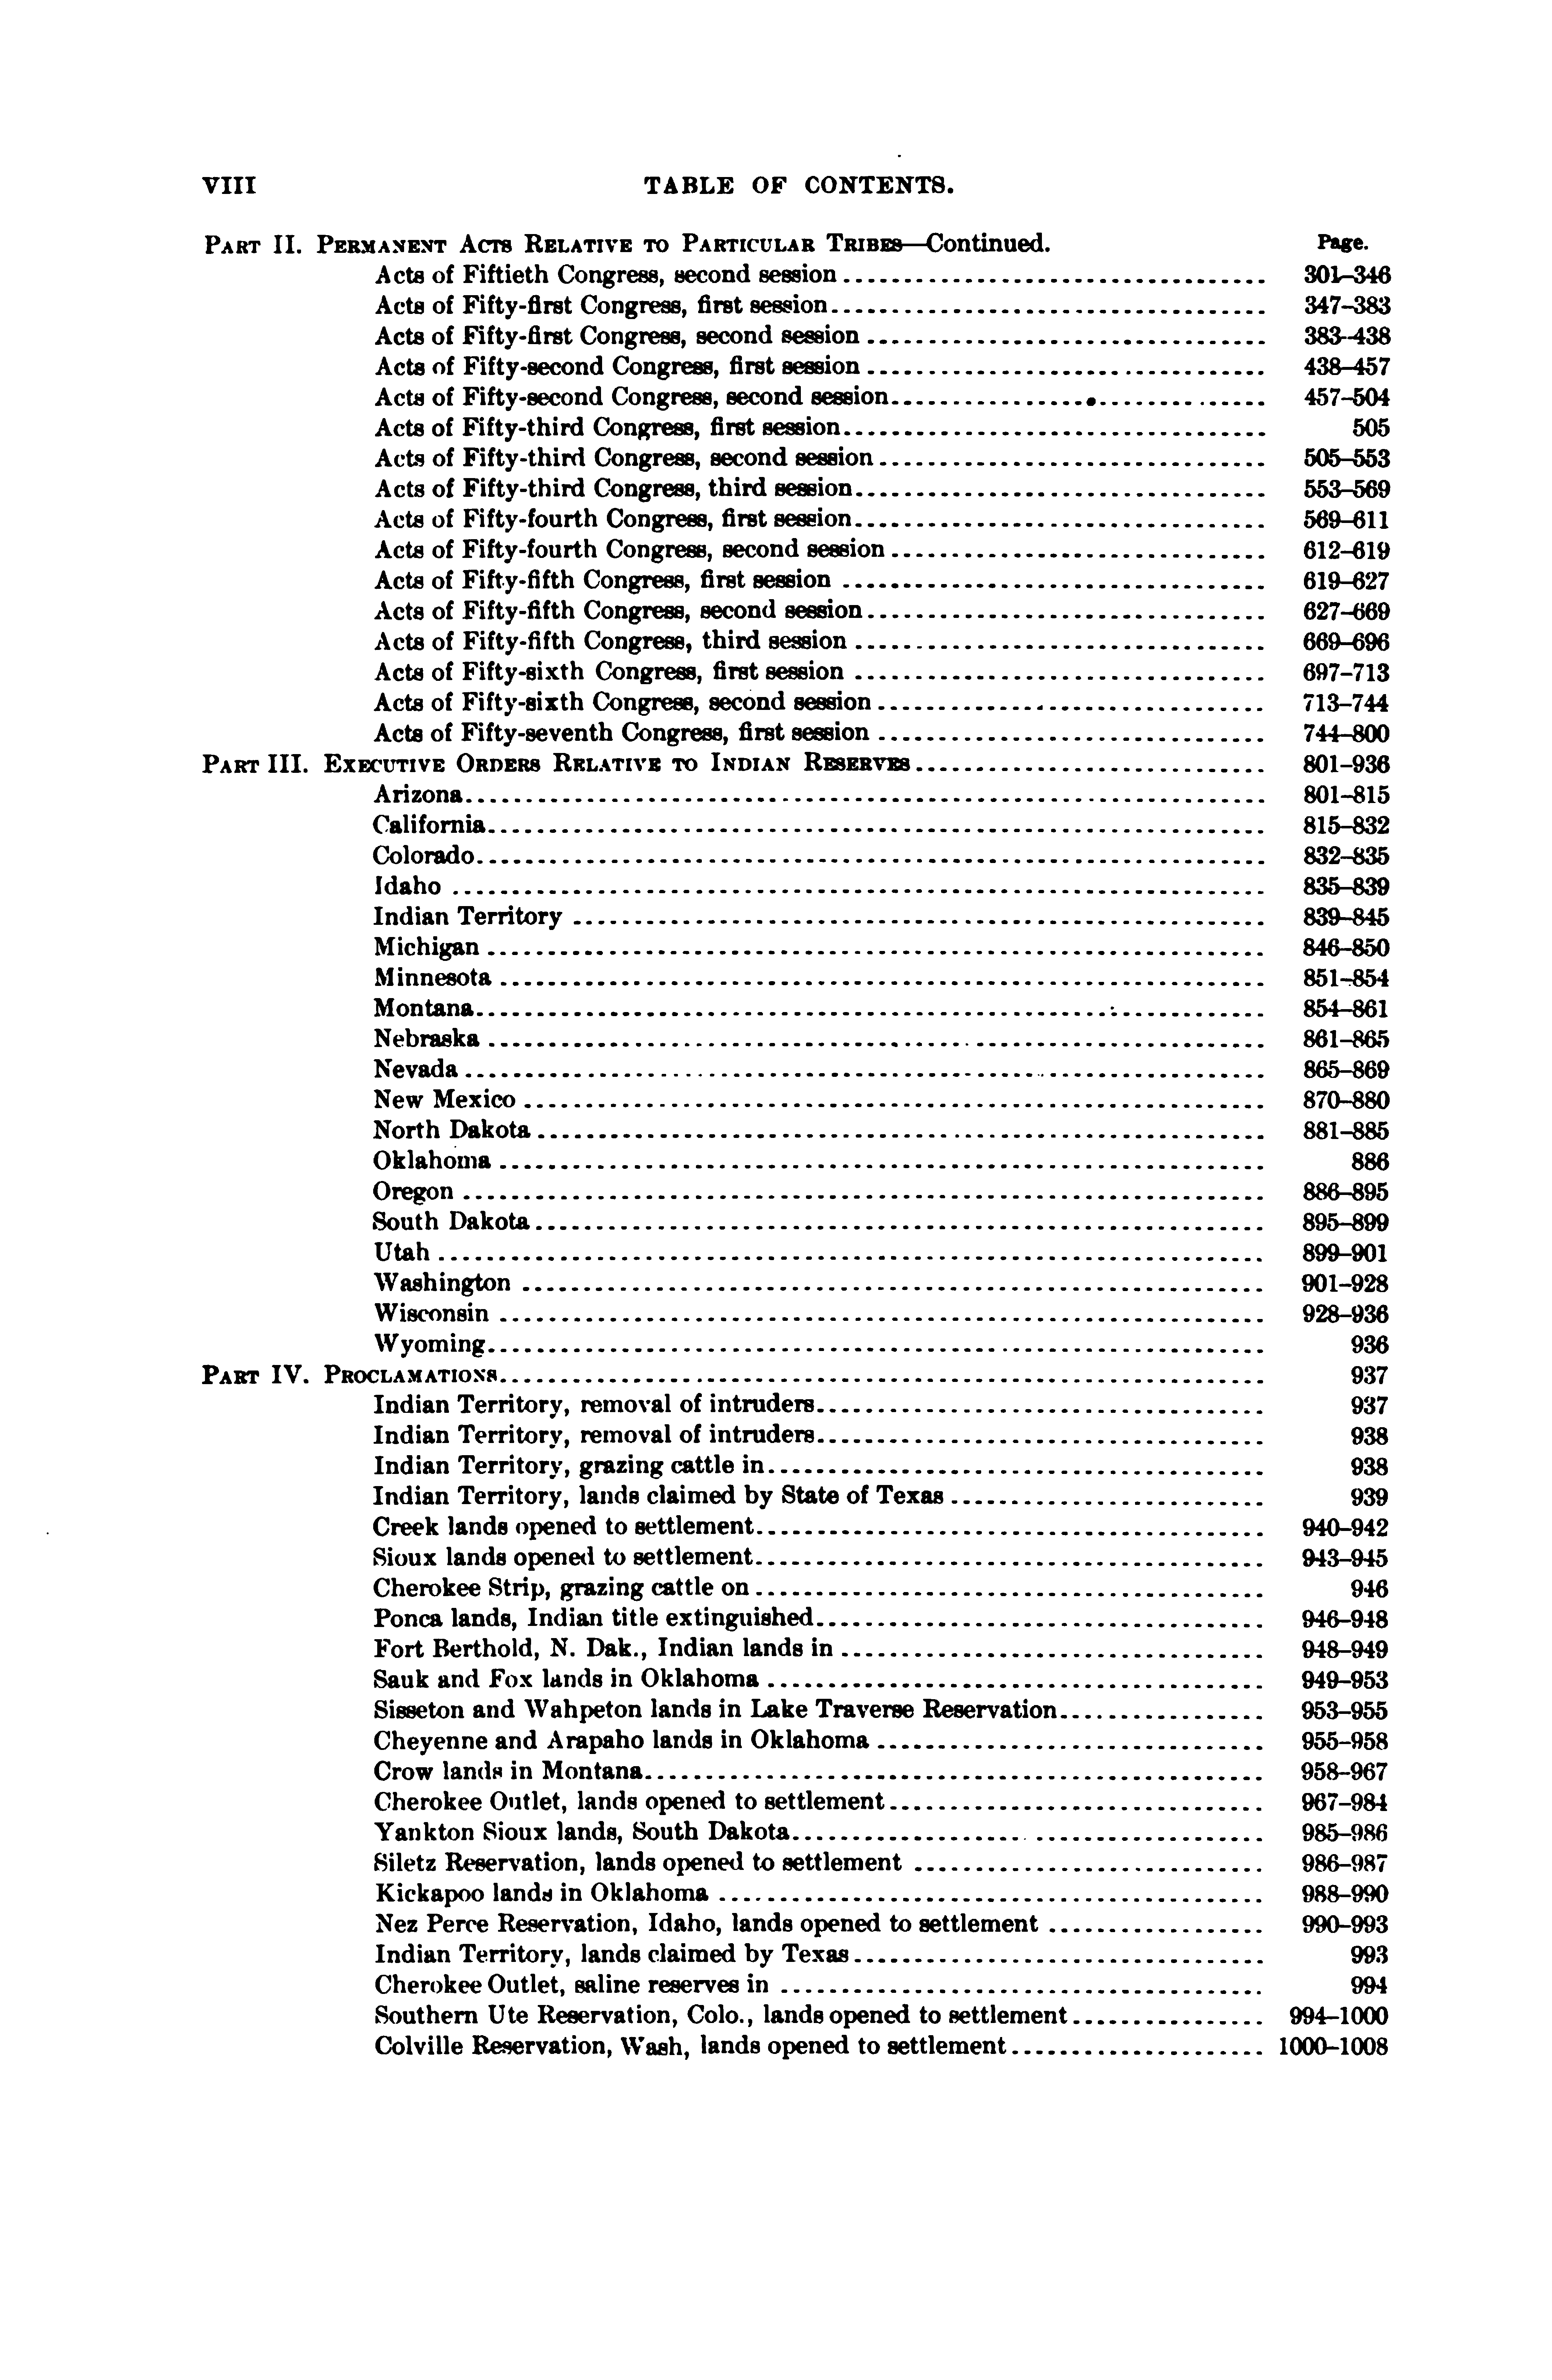 VIII TABLE OF CONTENTS.
PART II. PERMANENT ACTS RELATIVE TO PARTICULAR TRIBES—Continued. Page.
Acts of Fiftieth Congress, second session 301-346
Acts of Fifty-first Congress, first session 347-383
Acts of Fifty-first Congress, second session 383-438
Acts of Fifty-second Congress, first session 438-457
Acts of Fifty-second Congress, second session 457-504
Acts of Fifty-third Congress, first session 505
Acts of Fifty-third Congress, second session 505-553
Acts of Fifty-third Congress, third session 553-569
Acts of Fifty-fourth Congress, first session 569-611
Acts of Fifty-fourth Congress, second session 612-619
Acts of Fifty-fifth Congress, first session 619-627
Acts of Fifty-fifth Congress, second session 627-669
Acts of Fifty-fifth Congress, third session 669-696
Acts of Fifty-sixth Congress, first session 697-713
Acts of Fifty-sixth Congress, second session 713-744
Acts of Fifty-seventh Congress, first session 744-800
PART III. EXECUTIVE ORDERS RELATIVE TO INDIAN RESERVES 801-936
Arizona 801-815
California 815-832
Colorado 832-835
Idaho 835-839
Indian Territory 839-845
Michigan 846-850
Minnesota 851-854
Montana 854-861
Nebraska 861-865
Nevada 865-869
New Mexico 870-880
North Dakota 881-885
Oklahoma 886
Oregon 886-895
South Dakota 895-899
Utah 899-901
Washington 901-928
Wisconsin 928-936
Wyoming 936
PART IV. PROCLAMATIONS 937
Indian Territory, removal of intruders 937
Indian Territory, removal of intruders 938
Indian Territory, grazing cattle in 938
Indian Territory, lands claimed by State of Texas 939
Creek lands opened to settlement 940-942
Sioux lands opened to settlement 943-945
Cherokee Strip, grazing cattle on 946
Ponca lands, Indian title extinguished 946-948
Fort Berthold, N. Dak., Indian lands in 948-949
Sauk and Fox lands in Oklahoma 949-953
Sisseton and Wahpeton lands in Lake Traverse Reservation 953-955
Cheyenne and Arapaho lands in Oklahoma 955-958
Crow lands in Montana 958-967
Cherokee Outlet, lands opened to settlement 967-984
Yankton Sioux lands, South Dakota 985-986
Siletz Reservation, lands opened to settlement 986-987
Kickapoo lands in Oklahoma 988-990
Nez Perce Reservation, Idaho, lands opened to settlement 990-993
Indian Territory, lands claimed by Texas 993
Cherokee Outlet, saline reserves in 994
Southern Ute Reservation, Colo., lands opened to settlement 994-1000
Colville Reservation, Wash, lands opened to settlement 1000-1008